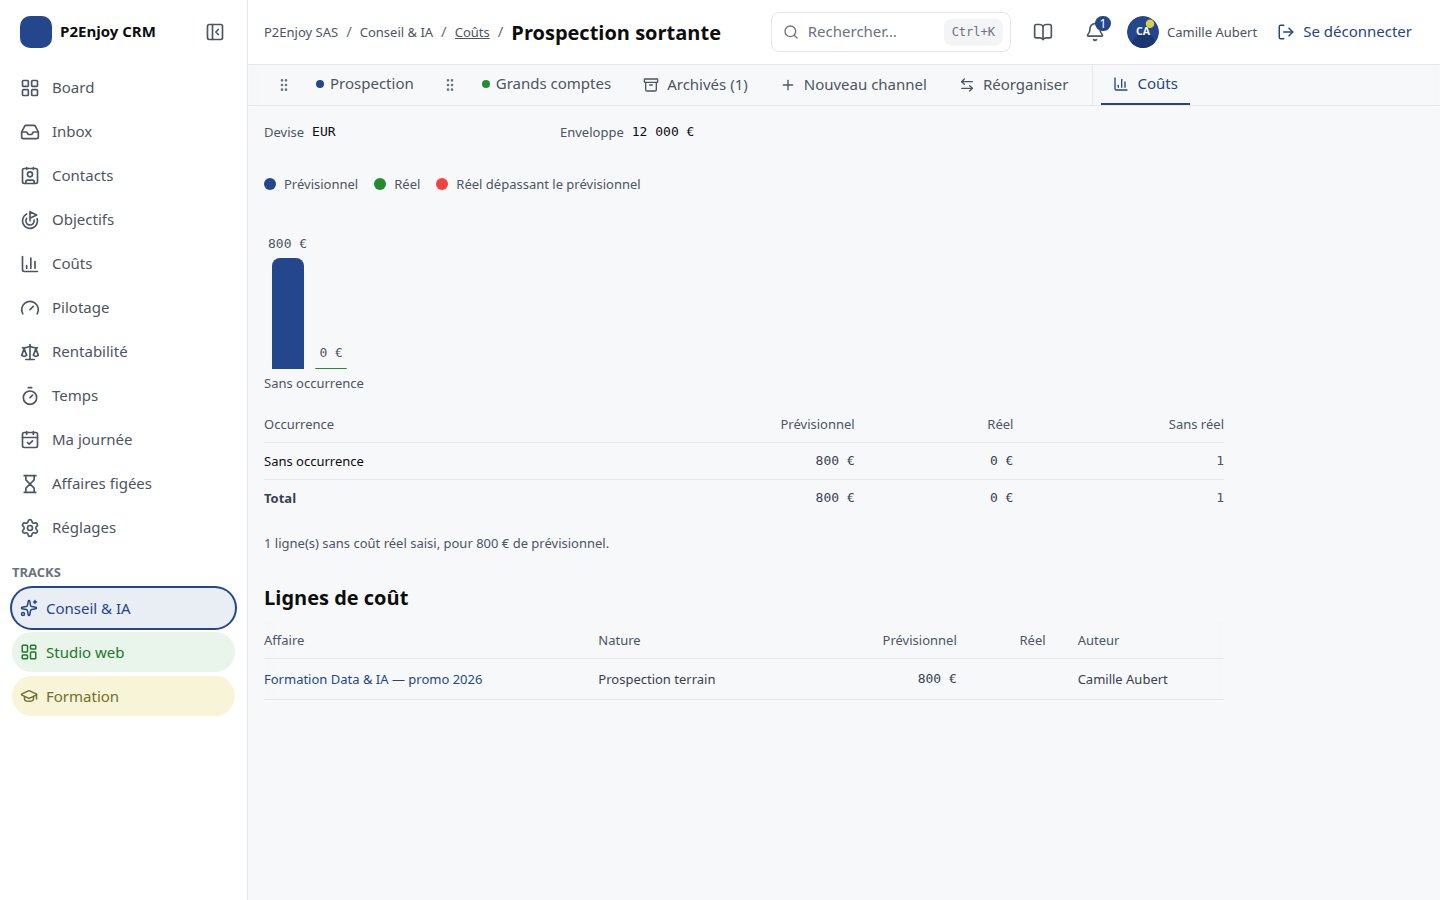 P2Enjoy CRM
Board
Inbox
Contacts
Objectifs
Coûts
Pilotage
Rentabilité
Temps
Ma journée
Affaires figées
Réglages
TRACKS
Conseil & IA
Studio web
Formation
P2Enjoy SAS / Conseil & IA / Coûts / Prospection sortante
Rechercher... Ctrl+K
1
CA Camille Aubert
Se déconnecter
Prospection
Grands comptes
Archivés (1)
Nouveau channel
Réorganiser
Coûts
Devise EUR Enveloppe 12 000 €
Prévisionnel Réel Réel dépassant le prévisionnel
800 €
0 €
Sans occurrence
Occurrence Prévisionnel Réel Sans réel
Sans occurrence 800 € 0 € 1
Total 800 € 0 € 1
1 ligne(s) sans coût réel saisi, pour 800 € de prévisionnel.
Lignes de coût
Affaire Nature Prévisionnel Réel Auteur
Formation Data & IA — promo 2026 Prospection terrain 800 € Camille Aubert